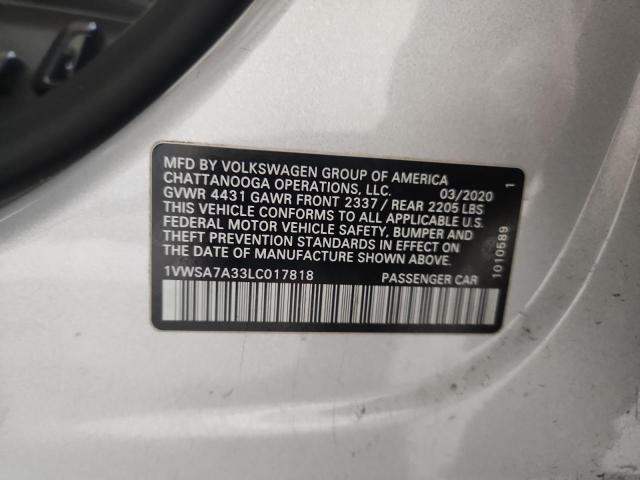 MFD BY VOLKSWAGEN GROUP OF AMERICA
CHATTANOOGA OPERATIONS, LLC. 03/2020
GVWR 4431 GAWR FRONT 2337 / REAR 2205 LBS
THIS VEHICLE CONFORMS TO ALL APPLICABLE U.S.
FEDERAL MOTOR VEHICLE SAFETY, BUMPER AND
THEFT PREVENTION STANDARDS IN EFFECT ON
THE DATE OF MANUFACTURE SHOWN ABOVE
1VWSA7A33LC017818 PASSENGER CAR
1010589 1